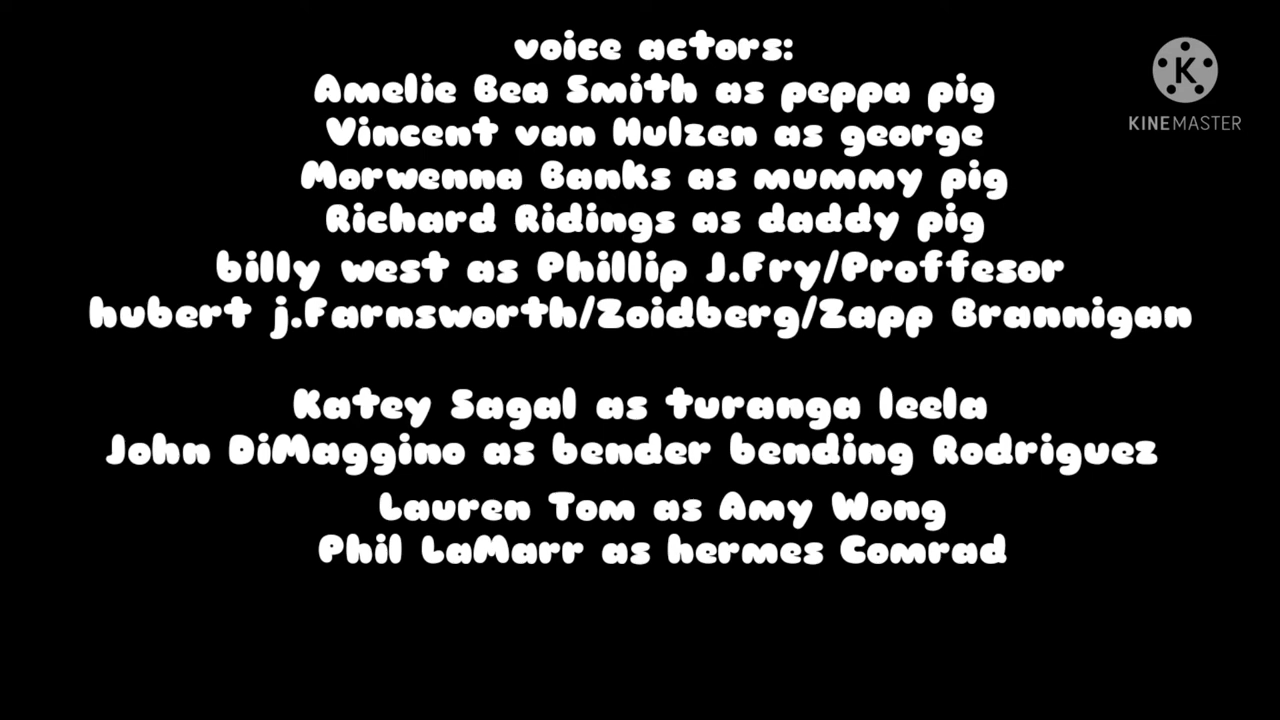 voice actors:
Amelie Bea Smith as peppa pig
Vincent van Hulzen as george
Morwenna Banks as mummy pig
Richard Ridings as daddy pig
billy west as Phillip J.Fry/Proffesor
hubert j.Farnsworth/Zoidberg/Zapp Brannigan
Katey Sagal as turanga leela
John DiMaggino as bender bending Rodriguez
Lauren Tom as Amy Wong
Phil LaMarr as hermes Comrad
K
KINEMASTER